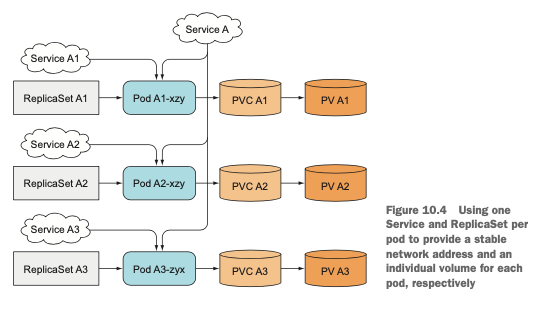 Service A
Service A1
ReplicaSet A1
Pod A1-xzy
PVC A1
PV A1
Service A2
ReplicaSet A2
Pod A2-xzy
PVC A2
PV A2
Service A3
ReplicaSet A3
Pod A3-zyx
PVC A3
PV A3
Figure 10.4 Using one
Service and ReplicaSet per
pod to provide a stable
network address and an
individual volume for each
pod, respectively